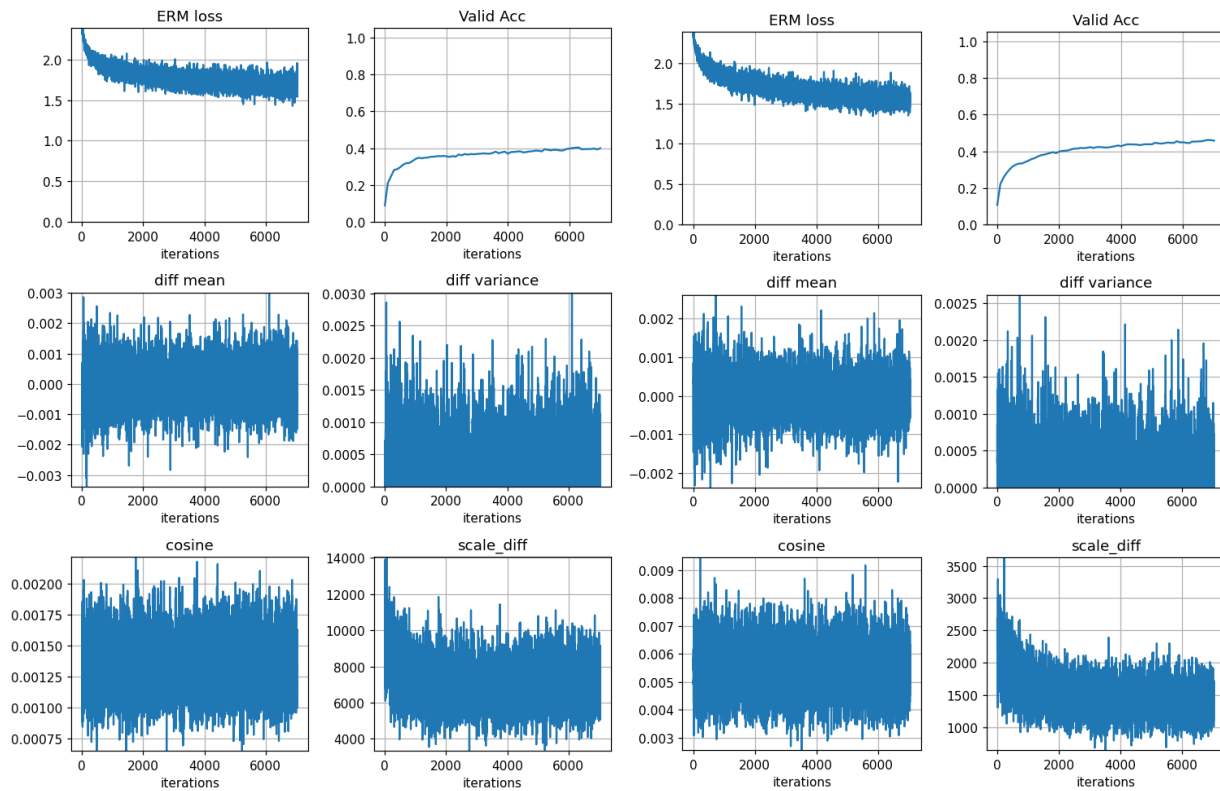 ERM loss
2.0
1.5
1.0
0.5
0.0
0 2000 4000 6000
iterations
Valid Acc
1.0
0.8
0.6
0.4
0.2
0.0
0 2000 4000 6000
iterations
ERM loss
2.0
1.5
1.0
0.5
0.0
0 2000 4000 6000
iterations
Valid Acc
1.0
0.8
0.6
0.4
0.2
0.0
0 2000 4000 6000
iterations
diff mean
0.003
0.002
0.001
0.000
−0.001
−0.002
−0.003
0 2000 4000 6000
iterations
diff variance
0.0030
0.0025
0.0020
0.0015
0.0010
0.0005
0.0000
0 2000 4000 6000
iterations
diff mean
0.002
0.001
0.000
−0.001
−0.002
0 2000 4000 6000
iterations
diff variance
0.0025
0.0020
0.0015
0.0010
0.0005
0.0000
0 2000 4000 6000
iterations
cosine
0.00200
0.00175
0.00150
0.00125
0.00100
0.00075
0 2000 4000 6000
iterations
scale_diff
14000
12000
10000
8000
6000
4000
0 2000 4000 6000
iterations
cosine
0.009
0.008
0.007
0.006
0.005
0.004
0.003
0 2000 4000 6000
iterations
scale_diff
3500
3000
2500
2000
1500
1000
0 2000 4000 6000
iterations